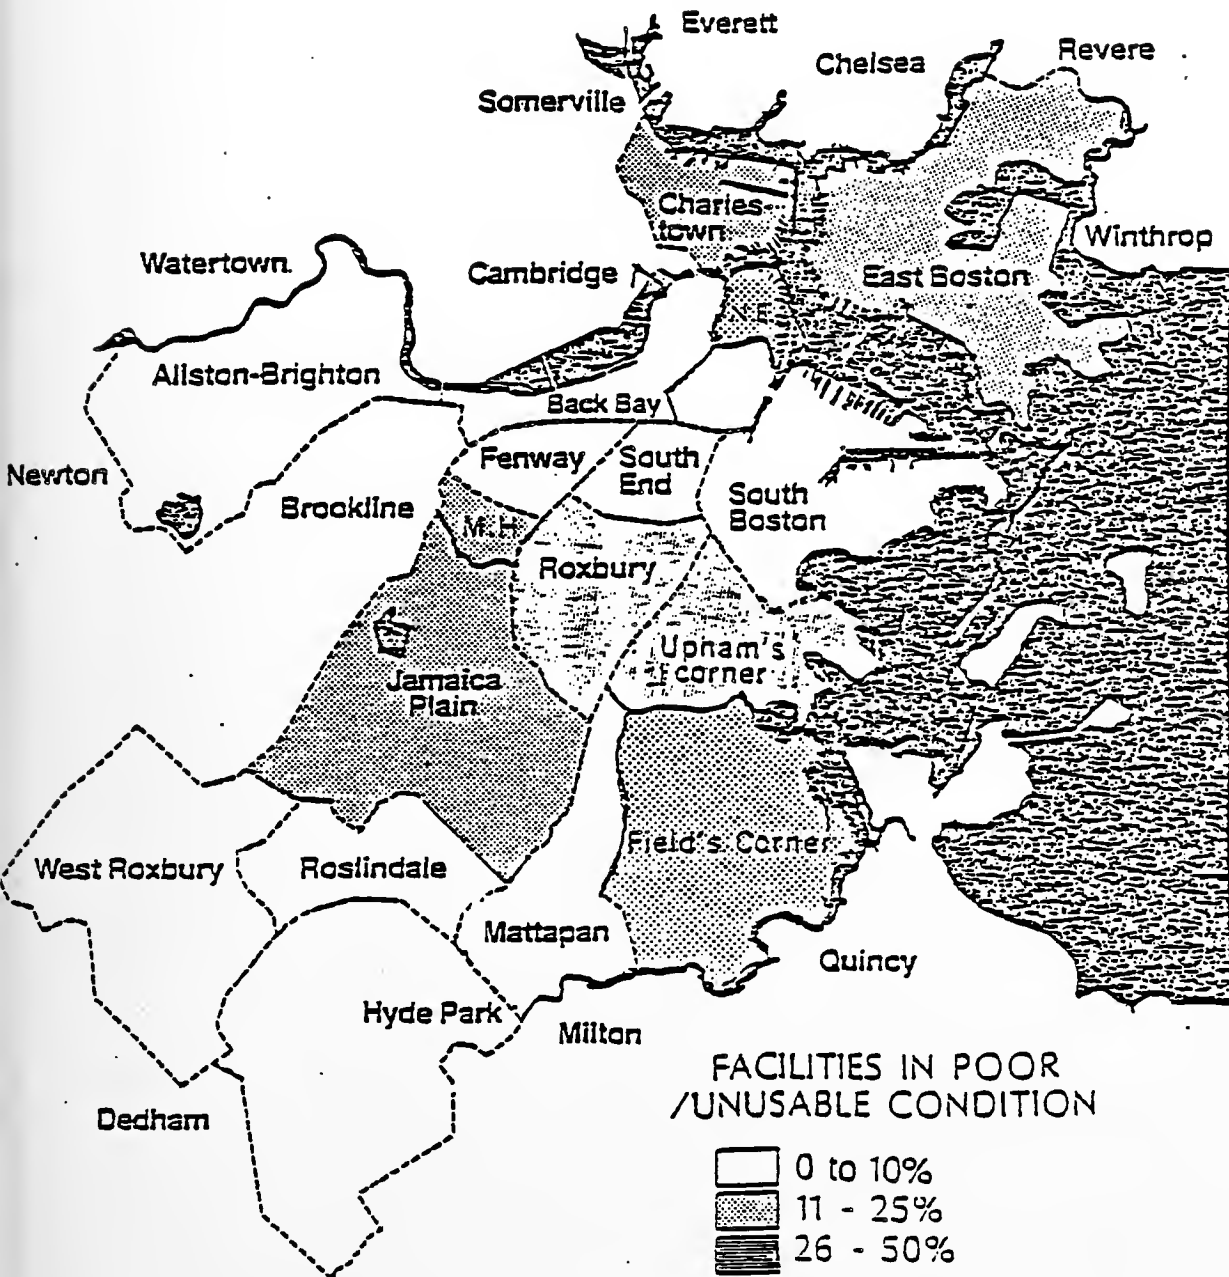 Everett
Chelsea
Revere
Somerville
Charles-
town
Winthrop
Watertown
Cambridge
East Boston
N.E.
Allston-Brighton
Back Bay
Newton
Fenway
South
End
Brookline
South
Boston
M.H.
Roxbury
Upham's
corner
Jamaica
Plain
Field's Corner
West Roxbury
Roslindale
Mattapan
Quincy
Hyde Park
Milton
Dedham
FACILITIES IN POOR
/UNUSABLE CONDITION
0 to 10%
11 - 25%
26 - 50%